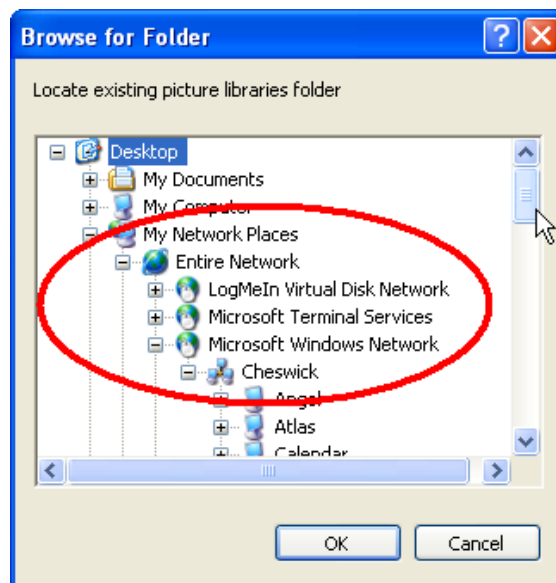 Browse for Folder
Locate existing picture libraries folder
Desktop
My Documents
My Computer
My Network Places
Entire Network
LogMeIn Virtual Disk Network
Microsoft Terminal Services
Microsoft Windows Network
Cheswick
Angel
Atlas
Calendar
OK
Cancel